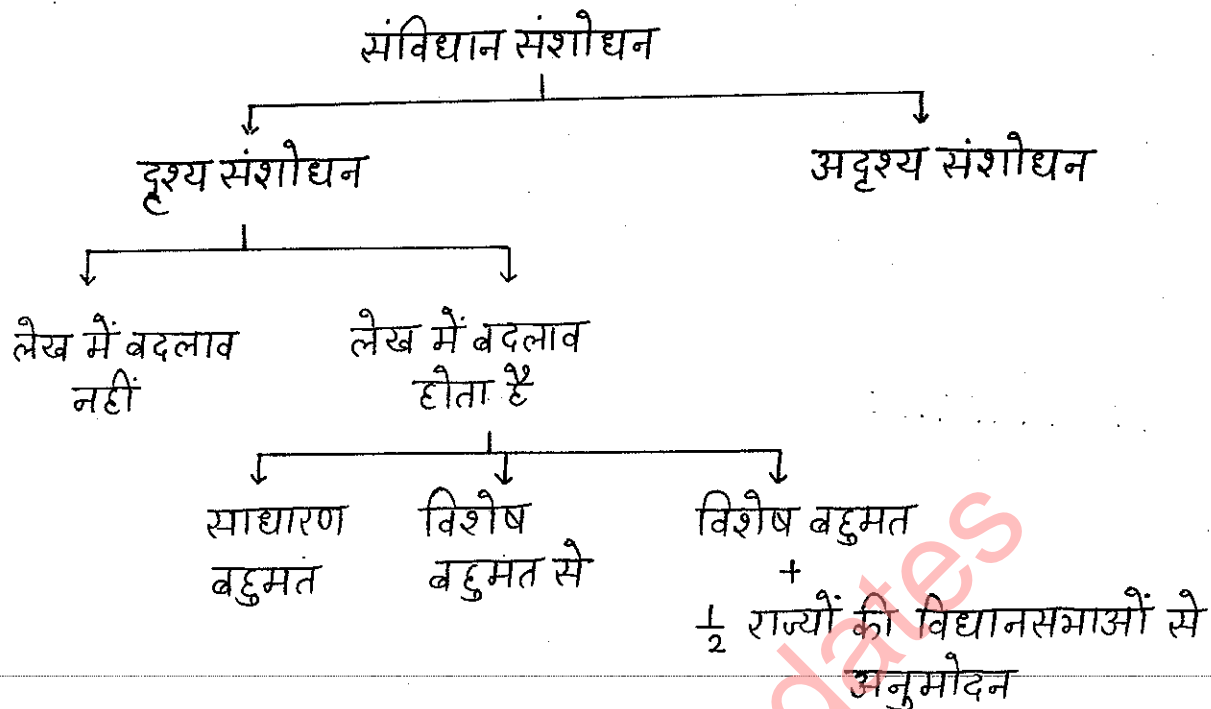 संविधान संशोधन
दृश्य संशोधन
अदृश्य संशोधन
लेख में बदलाव
नहीं
लेख में बदलाव
होता है
साधारण
बहुमत
विशेष
बहुमत से
विशेष बहुमत
+
1/2 राज्यों की विधानसभाओं से
अनुमोदन
dates